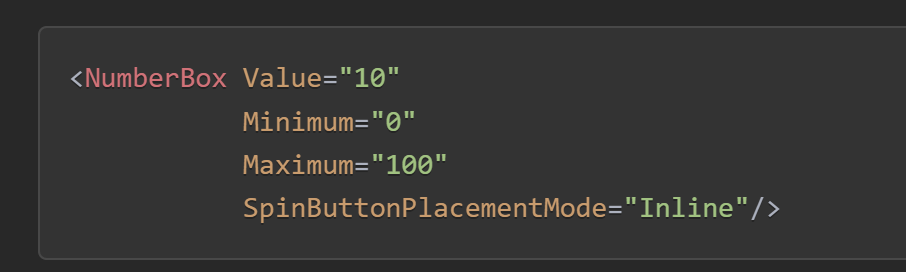 <NumberBox Value="10"
Minimum="0"
Maximum="100"
SpinButtonPlacementMode="Inline"/>